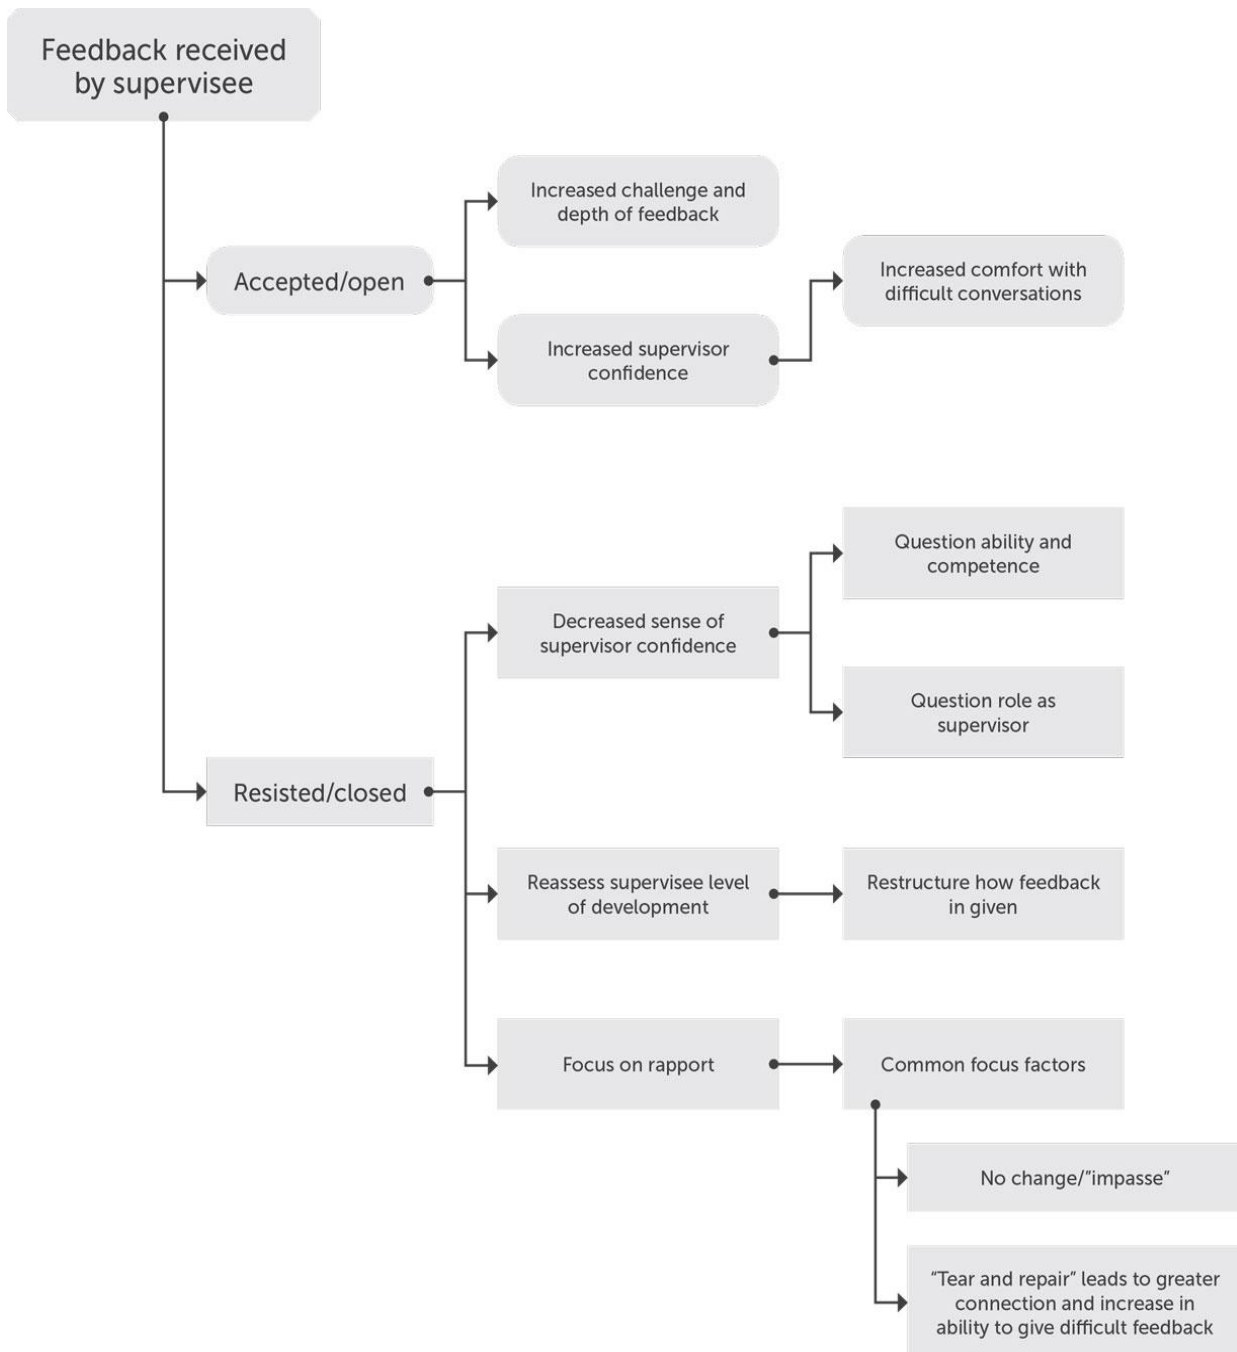 Feedback received
by supervisee
Increased challenge and
depth of feedback
Accepted/open
Increased comfort with
difficult conversations
Increased supervisor
confidence
Question ability and
competence
Decreased sense of
supervisor confidence
Question role as
supervisor
Resisted/closed
Reassess supervisee level
of development
Restructure how feedback
in given
Focus on rapport
Common focus factors
No change/"impasse"
"Tear and repair" leads to greater
connection and increase in
ability to give difficult feedback